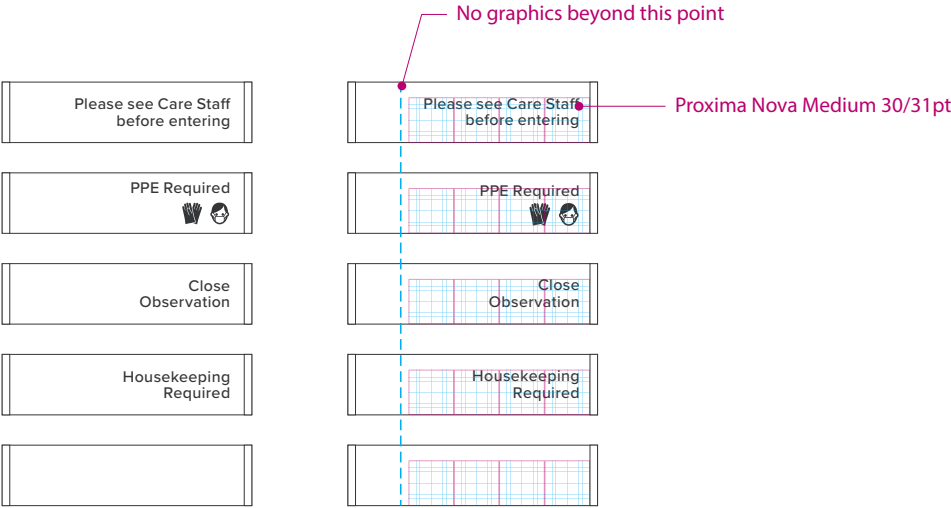 No graphics beyond this point
Please see Care Staff
before entering
Please see Care Staff
before entering
Proxima Nova Medium 30/31pt
PPE Required
PPE Required
Close
Observation
Close
Observation
Housekeeping
Required
Housekeeping
Required